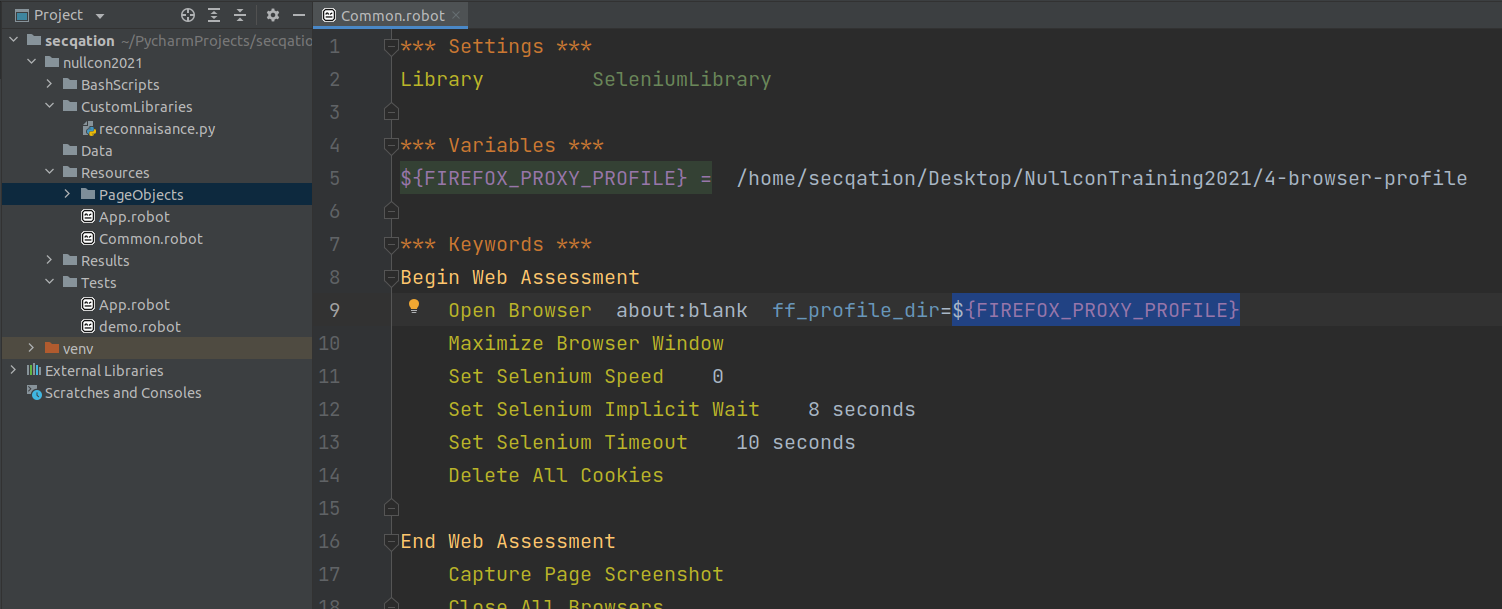 Project
secqation ~/PycharmProjects/secqatio
nullcon2021
BashScripts
CustomLibraries
reconnaisance.py
Data
Resources
PageObjects
App.robot
Common.robot
Results
Tests
App.robot
demo.robot
venv
External Libraries
Scratches and Consoles
Common.robot
1 *** Settings ***
2 Library SeleniumLibrary
3
4 *** Variables ***
5 ${FIREFOX_PROXY_PROFILE} = /home/secqation/Desktop/NullconTraining2021/4-browser-profile
6
7 *** Keywords ***
8 Begin Web Assessment
9 Open Browser about:blank ff_profile_dir=${FIREFOX_PROXY_PROFILE}
10 Maximize Browser Window
11 Set Selenium Speed 0
12 Set Selenium Implicit Wait 8 seconds
13 Set Selenium Timeout 10 seconds
14 Delete All Cookies
15
16 End Web Assessment
17 Capture Page Screenshot
18 Close All Browsers